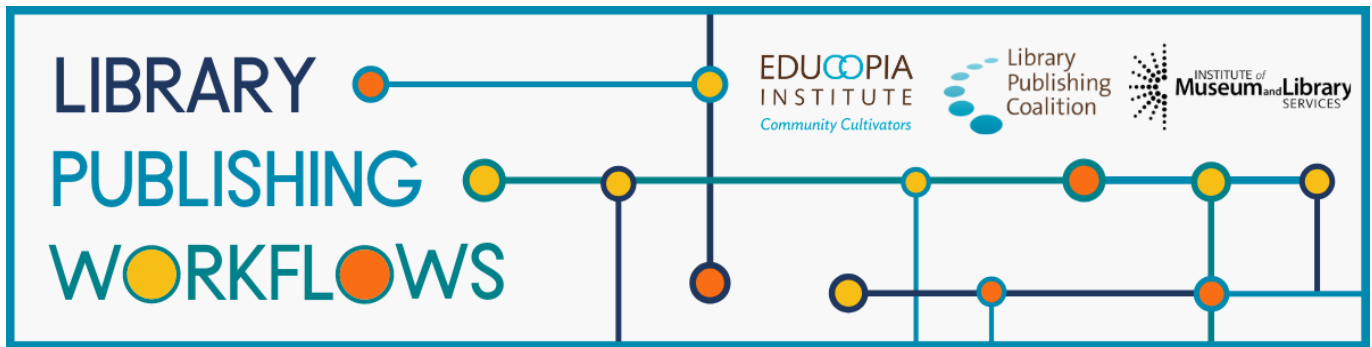 LIBRARY
PUBLISHING
WORKFLOWS
EDUCOPIA
INSTITUTE
Community Cultivators
Library
Publishing
Coalition
INSTITUTE of
Museum and Library
SERVICES